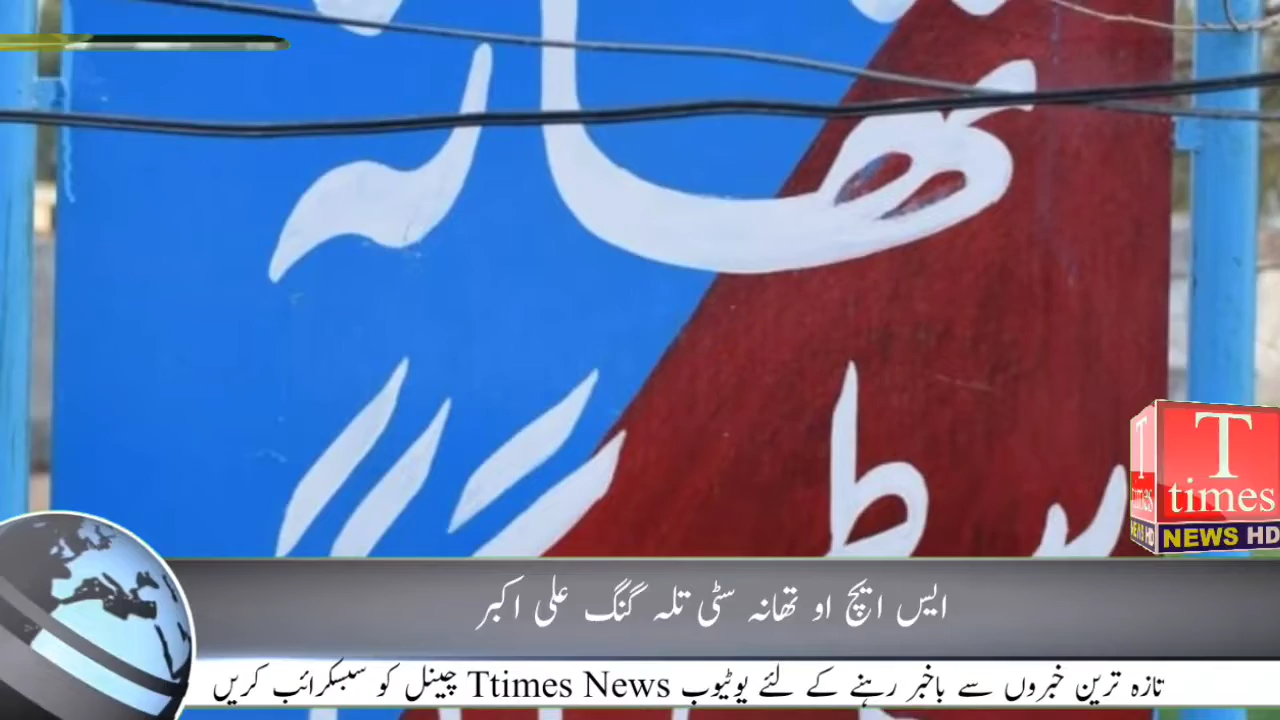 تھانہ
T
times
NEWS HD
ایس ایچ او تھانہ سٹی تلہ گنگ علی اکبر
تازہ ترین خبروں سے باخبر رہنے کے لئے یوٹیوب Ttimes News چینل کو سبسکرائب کریں